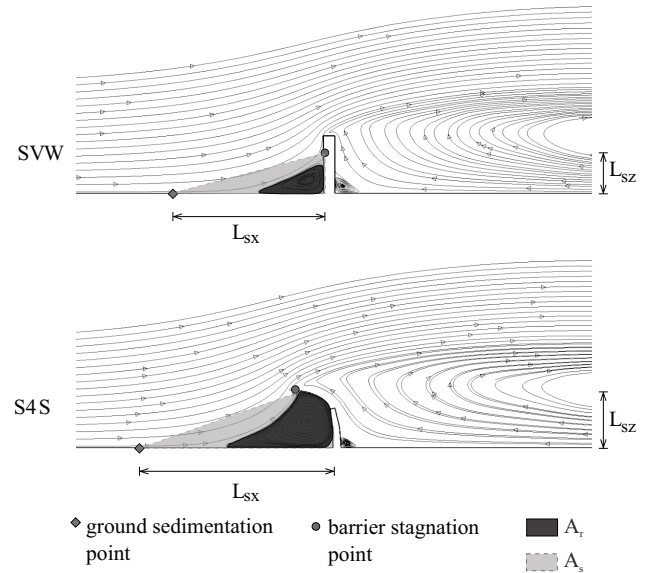 SVW
L_sz
L_sx
S4S
L_sz
L_sx
ground sedimentation
point
barrier stagnation
point
A_r
A_s